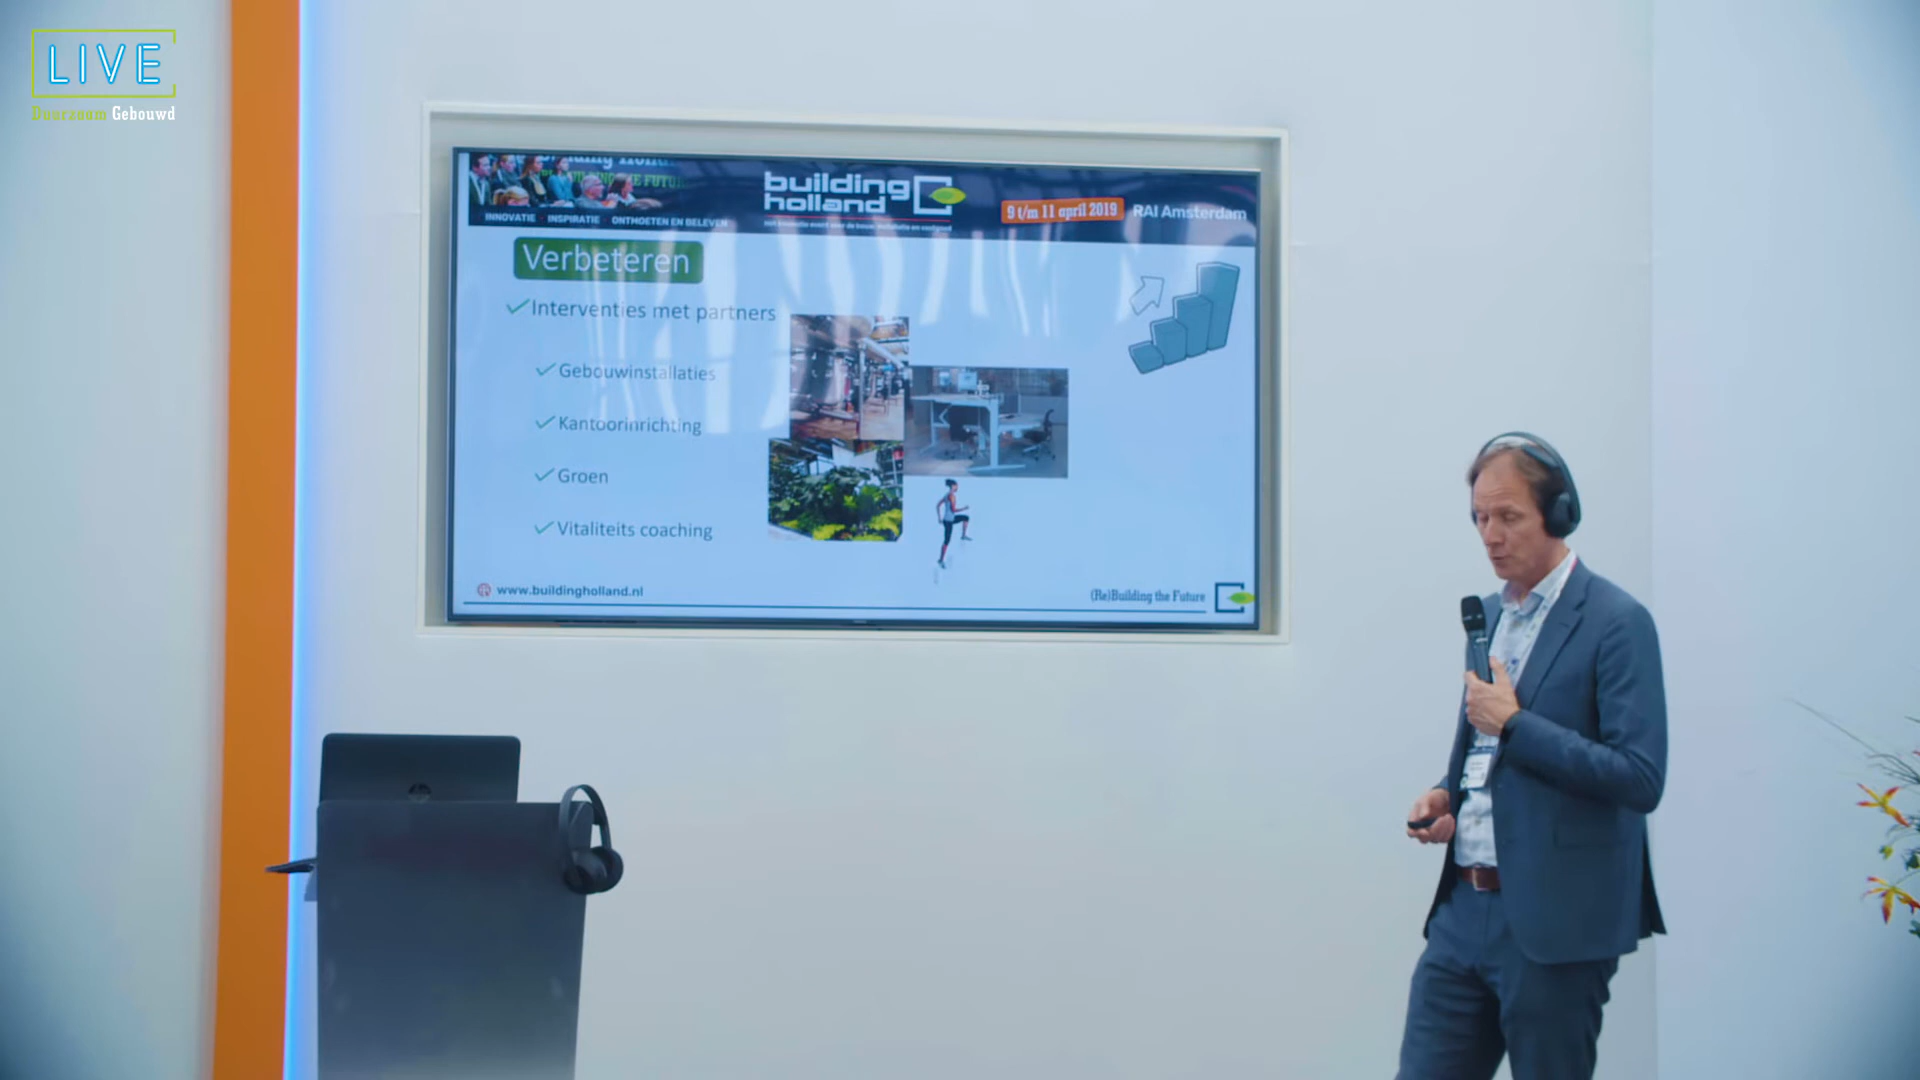 LIVE
Duurzaam Gebouwd
building
holland
INNOVATIE INSPIRATIE ONTMOETEN EN BELEVEN
9 t/m 11 april 2019 RAI Amsterdam
Verbeteren
Interventies met partners
Gebouwinstallaties
Kantoorinrichting
Groen
Vitaliteits coaching
www.buildingholland.nl
(Re)Building the Future